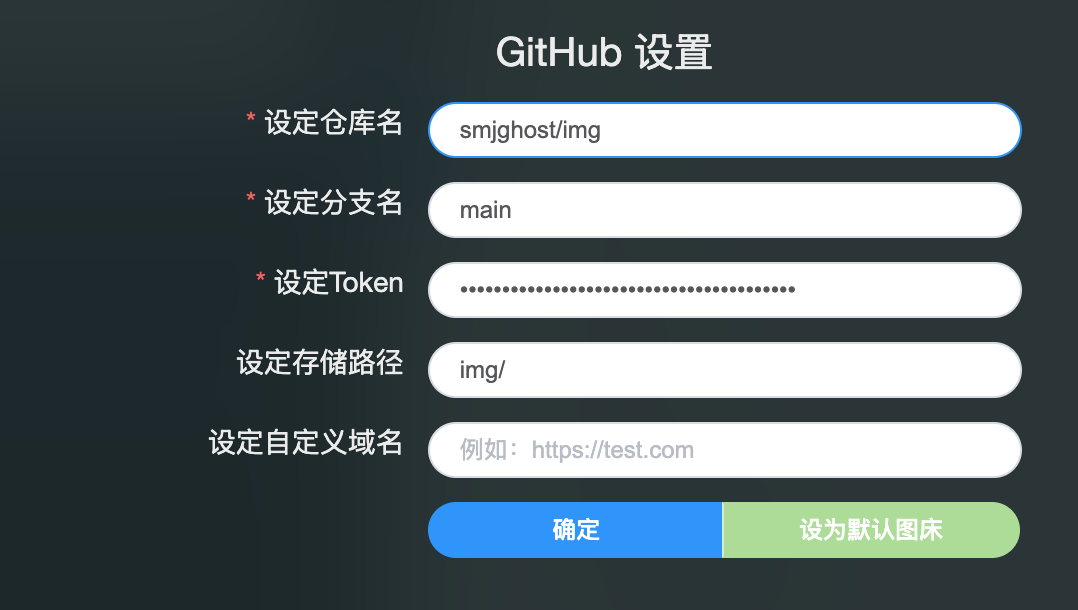 GitHub 设置
* 设定仓库名 smjghost/img
* 设定分支名 main
* 设定Token ••••••••••••••••••••••••••••••••••••••••
设定存储路径 img/
设定自定义域名 例如：https://test.com
确定 设为默认图床